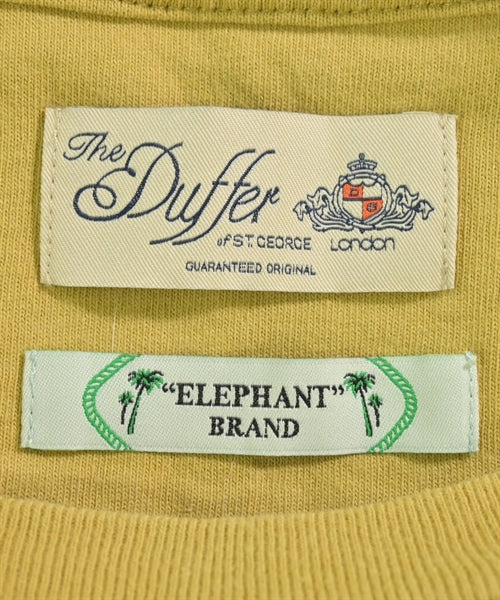 The Duffer
of ST. GEORGE London
GUARANTEED ORIGINAL
"ELEPHANT"
BRAND